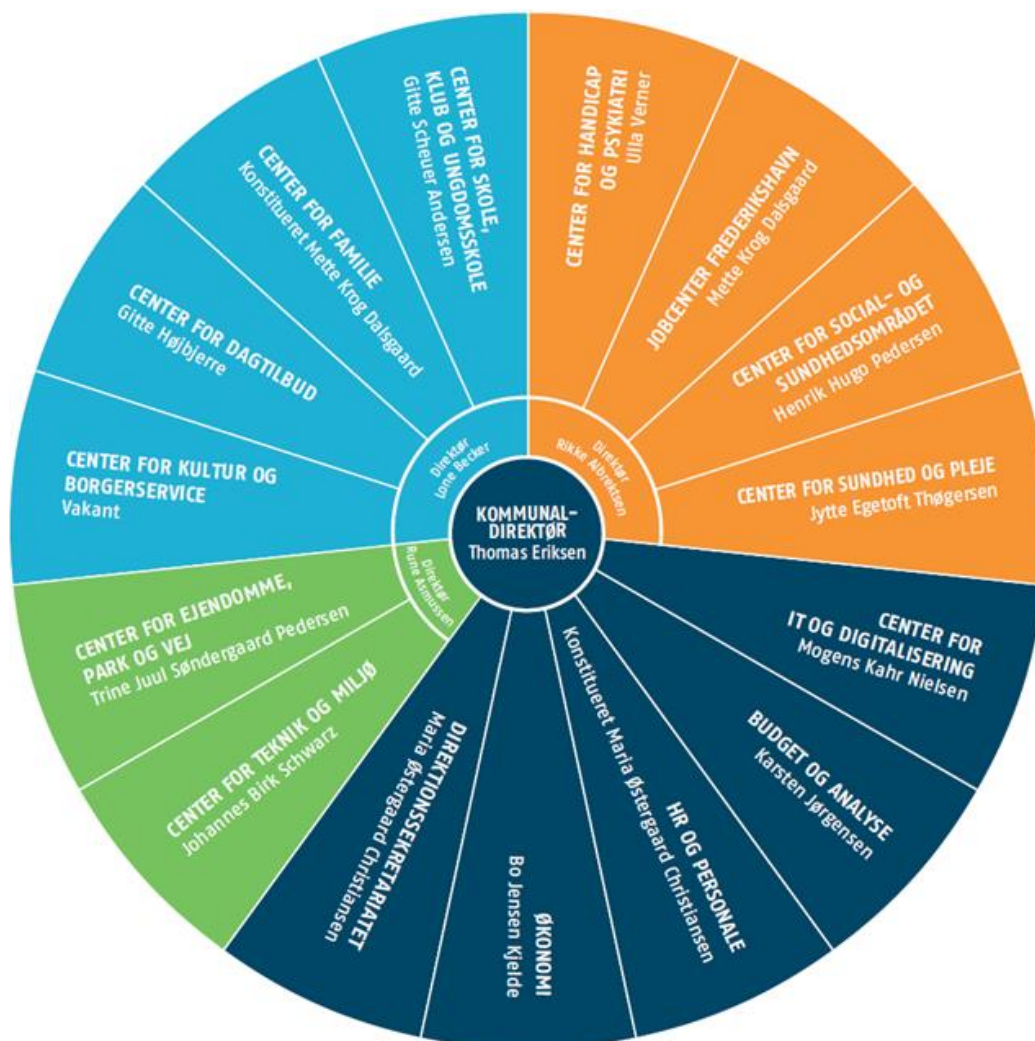 KOMMUNAL-
DIREKTØR
Thomas Eriksen
Direktør
Rikke Albrektsen
CENTER FOR HANDICAP
OG PSYKIATRI
Ulla Verner
JOBCENTER FREDERIKSHAVN
Mette Krog Dalsgaard
CENTER FOR SOCIAL- OG
SUNDHEDSOMRÅDET
Henrik Hugo Pedersen
CENTER FOR SUNDHED OG PLEJE
Jytte Egetoft Thøgersen
CENTER FOR
IT OG DIGITALISERING
Mogens Kahr Nielsen
BUDGET OG ANALYSE
Karsten Jørgensen
HR OG PERSONALE
Konstitueret Maria Østergaard Christiansen
ØKONOMI
Bo Jensen Kjelde
DIREKTIONSSEKRETARIATET
Maria Østergaard Christiansen
Direktør
Rune Asmussen
CENTER FOR TEKNIK OG MILJØ
Johannes Birk Schwarz
CENTER FOR EJENDOMME,
PARK OG VEJ
Trine Juul Søndergaard Pedersen
Direktør
Lone Becker
CENTER FOR KULTUR OG
BORGERSERVICE
Vakant
CENTER FOR DAGTILBUD
Gitte Højbjerre
CENTER FOR FAMILIE
Konstitueret Mette Krog Dalsgaard
CENTER FOR SKOLE,
KLUB OG UNGDOMSSKOLE
Gitte Scheuer Andersen